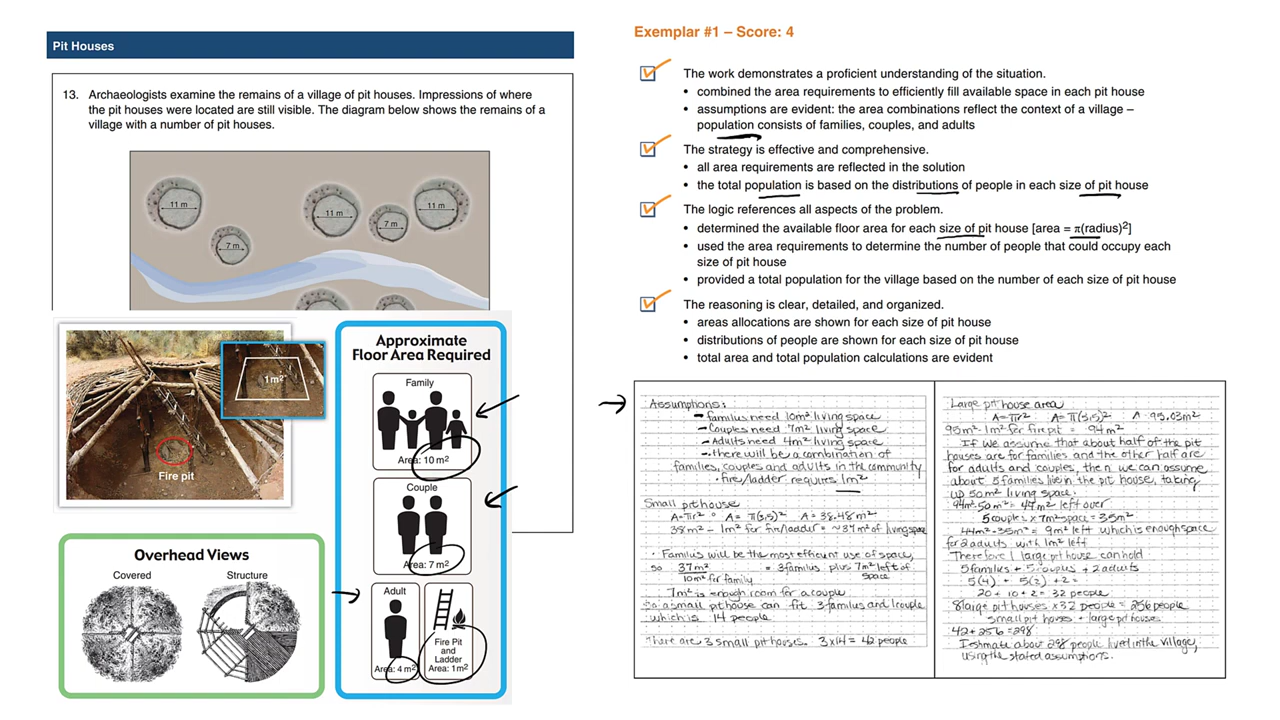 Pit Houses
13. Archaeologists examine the remains of a village of pit houses. Impressions of where
the pit houses were located are still visible. The diagram below shows the remains of a
village with a number of pit houses.
11 m
11 m
7 m
11 m
7 m
1m²
Fire pit
Overhead Views
Covered
Structure
Approximate
Floor Area Required
Family
Area: 10 m²
Couple
Area: 7 m²
Adult
Area: 4 m²
Fire Pit
and
Ladder
Area: 1m²
Exemplar #1 – Score: 4
The work demonstrates a proficient understanding of the situation.
• combined the area requirements to efficiently fill available space in each pit house
• assumptions are evident: the area combinations reflect the context of a village –
population consists of families, couples, and adults
The strategy is effective and comprehensive.
• all area requirements are reflected in the solution
• the total population is based on the distributions of people in each size of pit house
The logic references all aspects of the problem.
• determined the available floor area for each size of pit house [area = π(radius)²]
• used the area requirements to determine the number of people that could occupy each
size of pit house
• provided a total population for the village based on the number of each size of pit house
The reasoning is clear, detailed, and organized.
• areas allocations are shown for each size of pit house
• distributions of people are shown for each size of pit house
• total area and total population calculations are evident
Assumptions:
- families need 10m² living space
- Couples need 7m² living space
- Adults need 4m² living space
- there will be a combination of
families, couples and adults in the community
• fire/ladder requires 1m²
Small pithouse
A=πr² A= π(3,5)² A= 38.48m²
38m² - 1m² for fire/ladder = ~37m² of living space
• Families will be the most efficient use of space,
so 37m² = 3 families plus 7m² left of
10m² for family space
7m² is enough room for a couple
so a small pithouse can fit 3 families and 1 couple
which is 14 people
There are 3 small pit houses. 3x14 = 42 people
Large pit house area
A=πr² A= π(5,5)² A= 95.03m²
95m² - 1m² for fire pit = 94m²
If we assume that about half of the pit
houses are for families and the other half are
for adults and couples, then we can assume
about 5 families live in the pit house, taking
up 50m² living space.
94m² - 50m² = 44m² left over
5 couples x 7m² space = 35m²
44m² - 35m² = 9m² left which is enough space
for 2 adults with 1m² left
Therefore 1 large pit house can hold
5 families + 5 couples + 2 adults
5(4) + 5(2) + 2 =
20 + 10 + 2 = 32 people
8 large pit houses x 32 people = 256 people
small pit houses + large pit houses
42 + 256 = 298
I estimate about 298 people lived in the village,
using the stated assumptions.